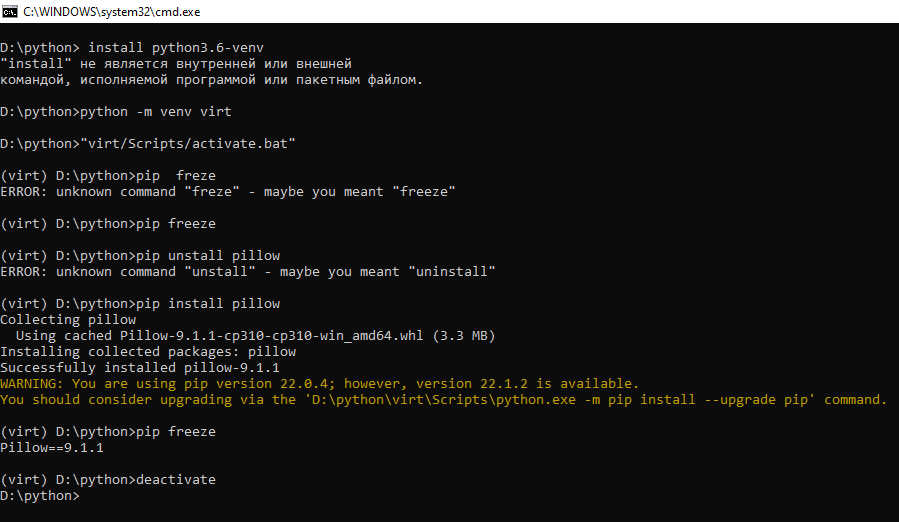 C:\WINDOWS\system32\cmd.exe
D:\python> install python3.6-venv
"install" не является внутренней или внешней
командой, исполняемой программой или пакетным файлом.
D:\python>python -m venv virt
D:\python>"virt/Scripts/activate.bat"
(virt) D:\python>pip  freze
ERROR: unknown command "freze" - maybe you meant "freeze"
(virt) D:\python>pip freeze
(virt) D:\python>pip unstall pillow
ERROR: unknown command "unstall" - maybe you meant "uninstall"
(virt) D:\python>pip install pillow
Collecting pillow
  Using cached Pillow-9.1.1-cp310-cp310-win_amd64.whl (3.3 MB)
Installing collected packages: pillow
Successfully installed pillow-9.1.1
WARNING: You are using pip version 22.0.4; however, version 22.1.2 is available.
You should consider upgrading via the 'D:\python\virt\Scripts\python.exe -m pip install --upgrade pip' command.
(virt) D:\python>pip freeze
Pillow==9.1.1
(virt) D:\python>deactivate
D:\python>